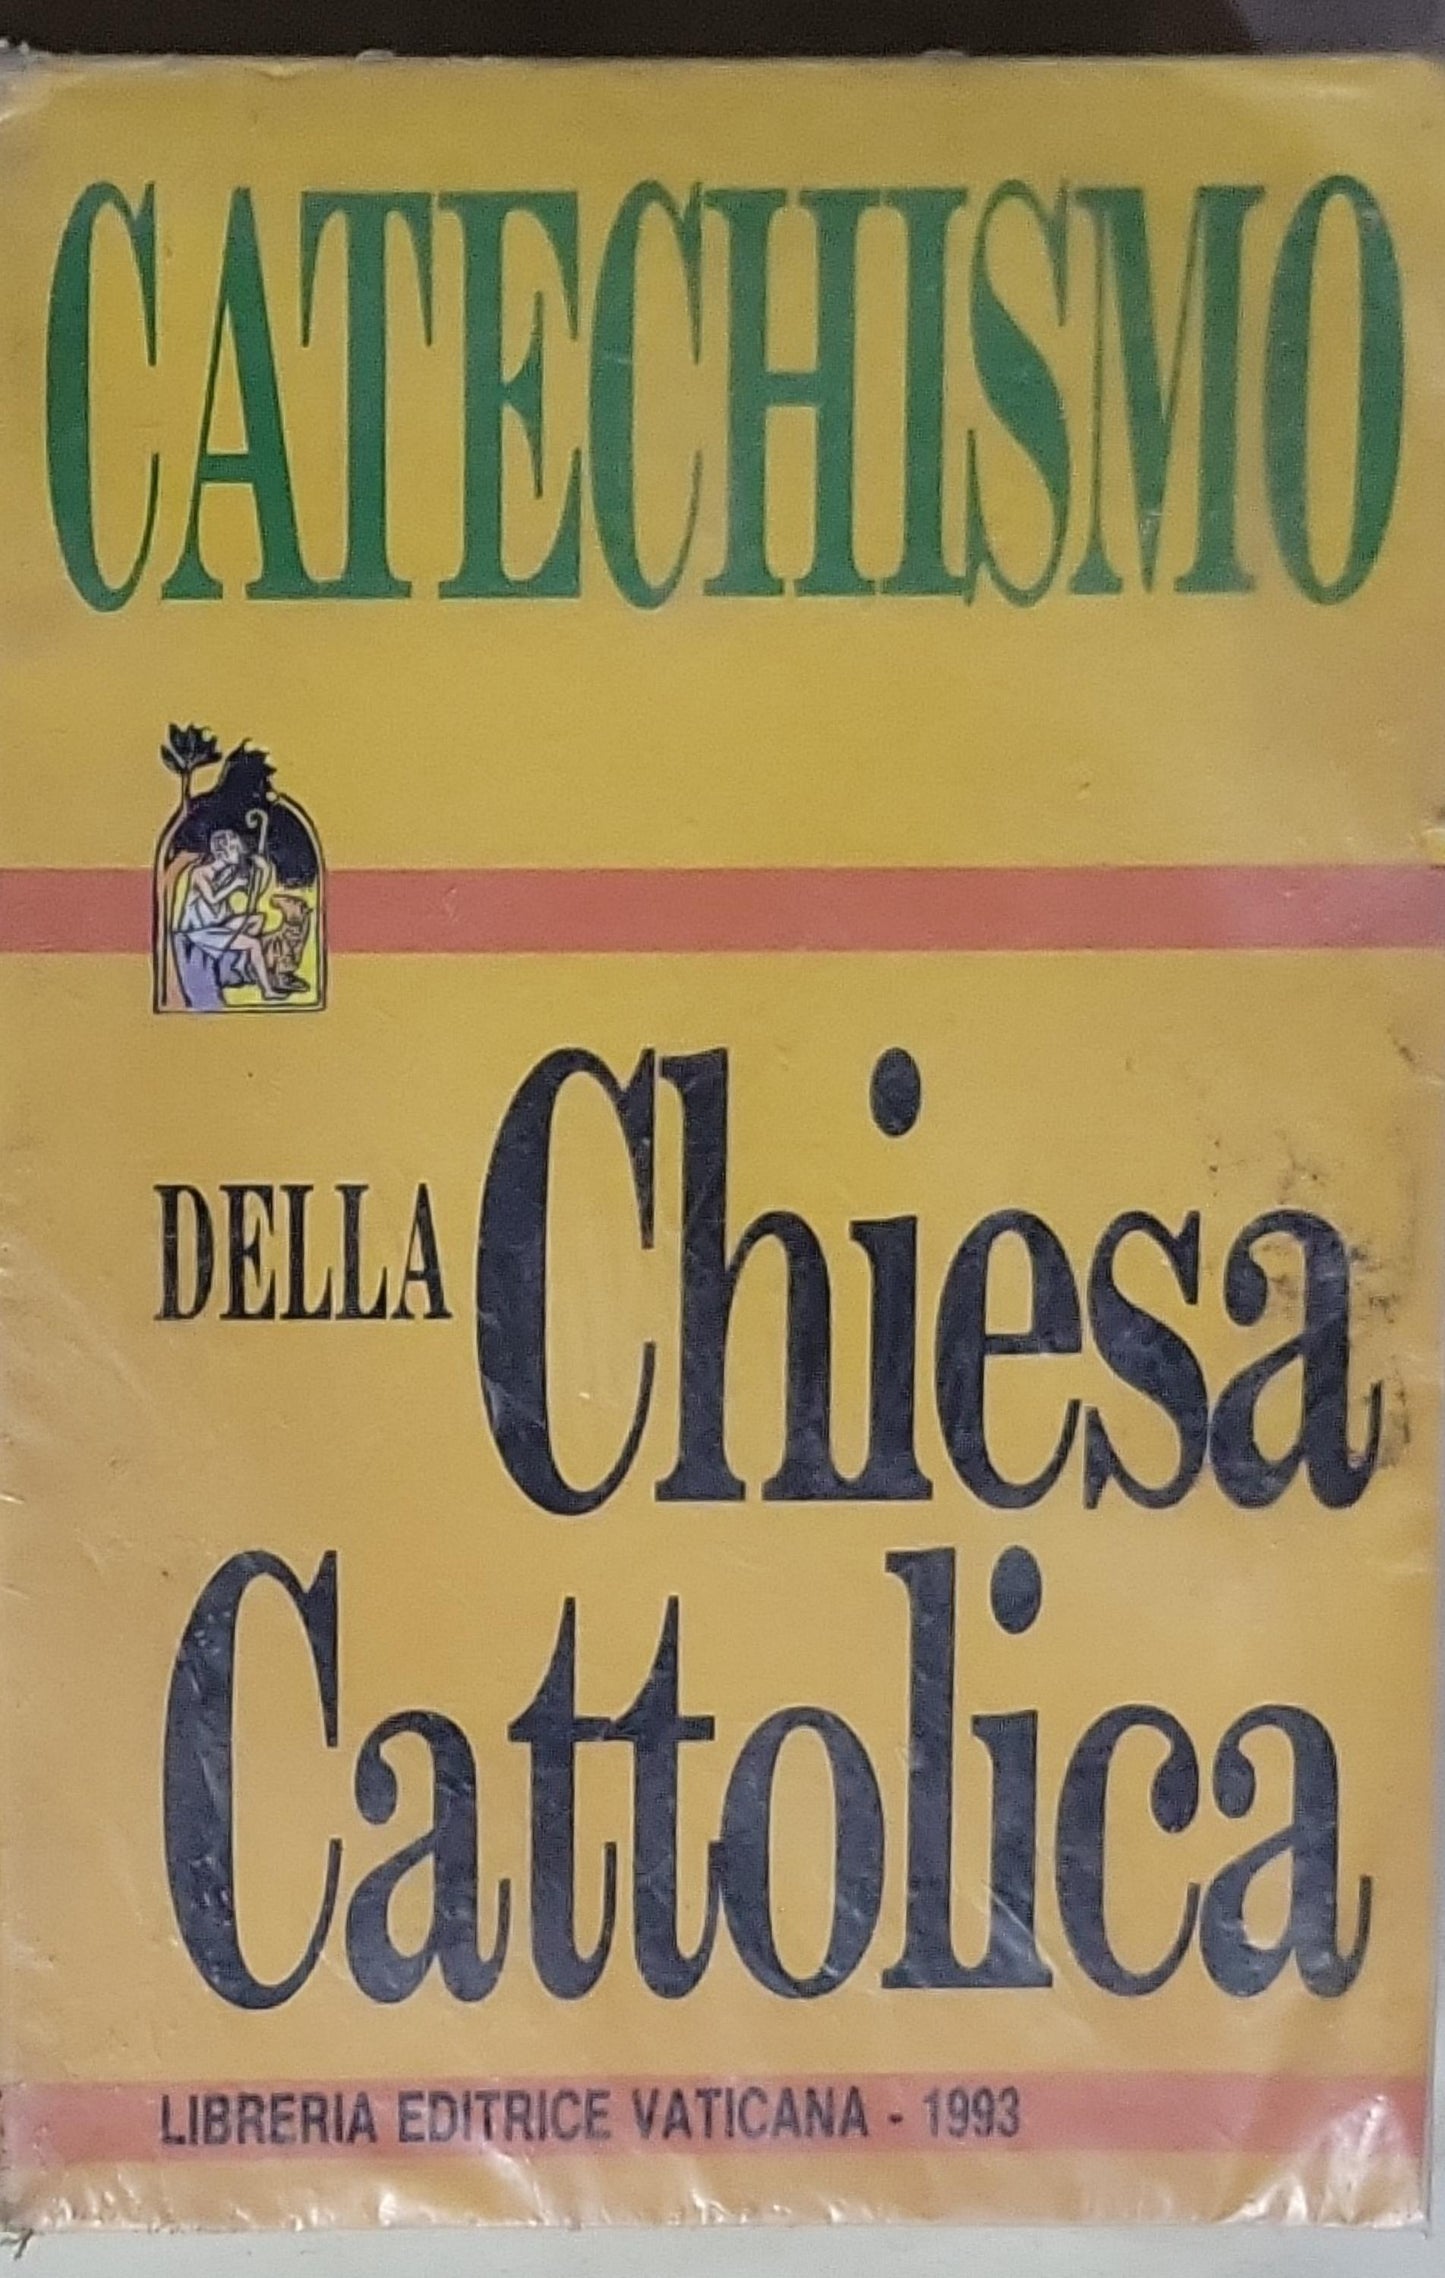 CATECHISMO
DELLA Chiesa
Cattolica
LIBRERIA EDITRICE VATICANA - 1993